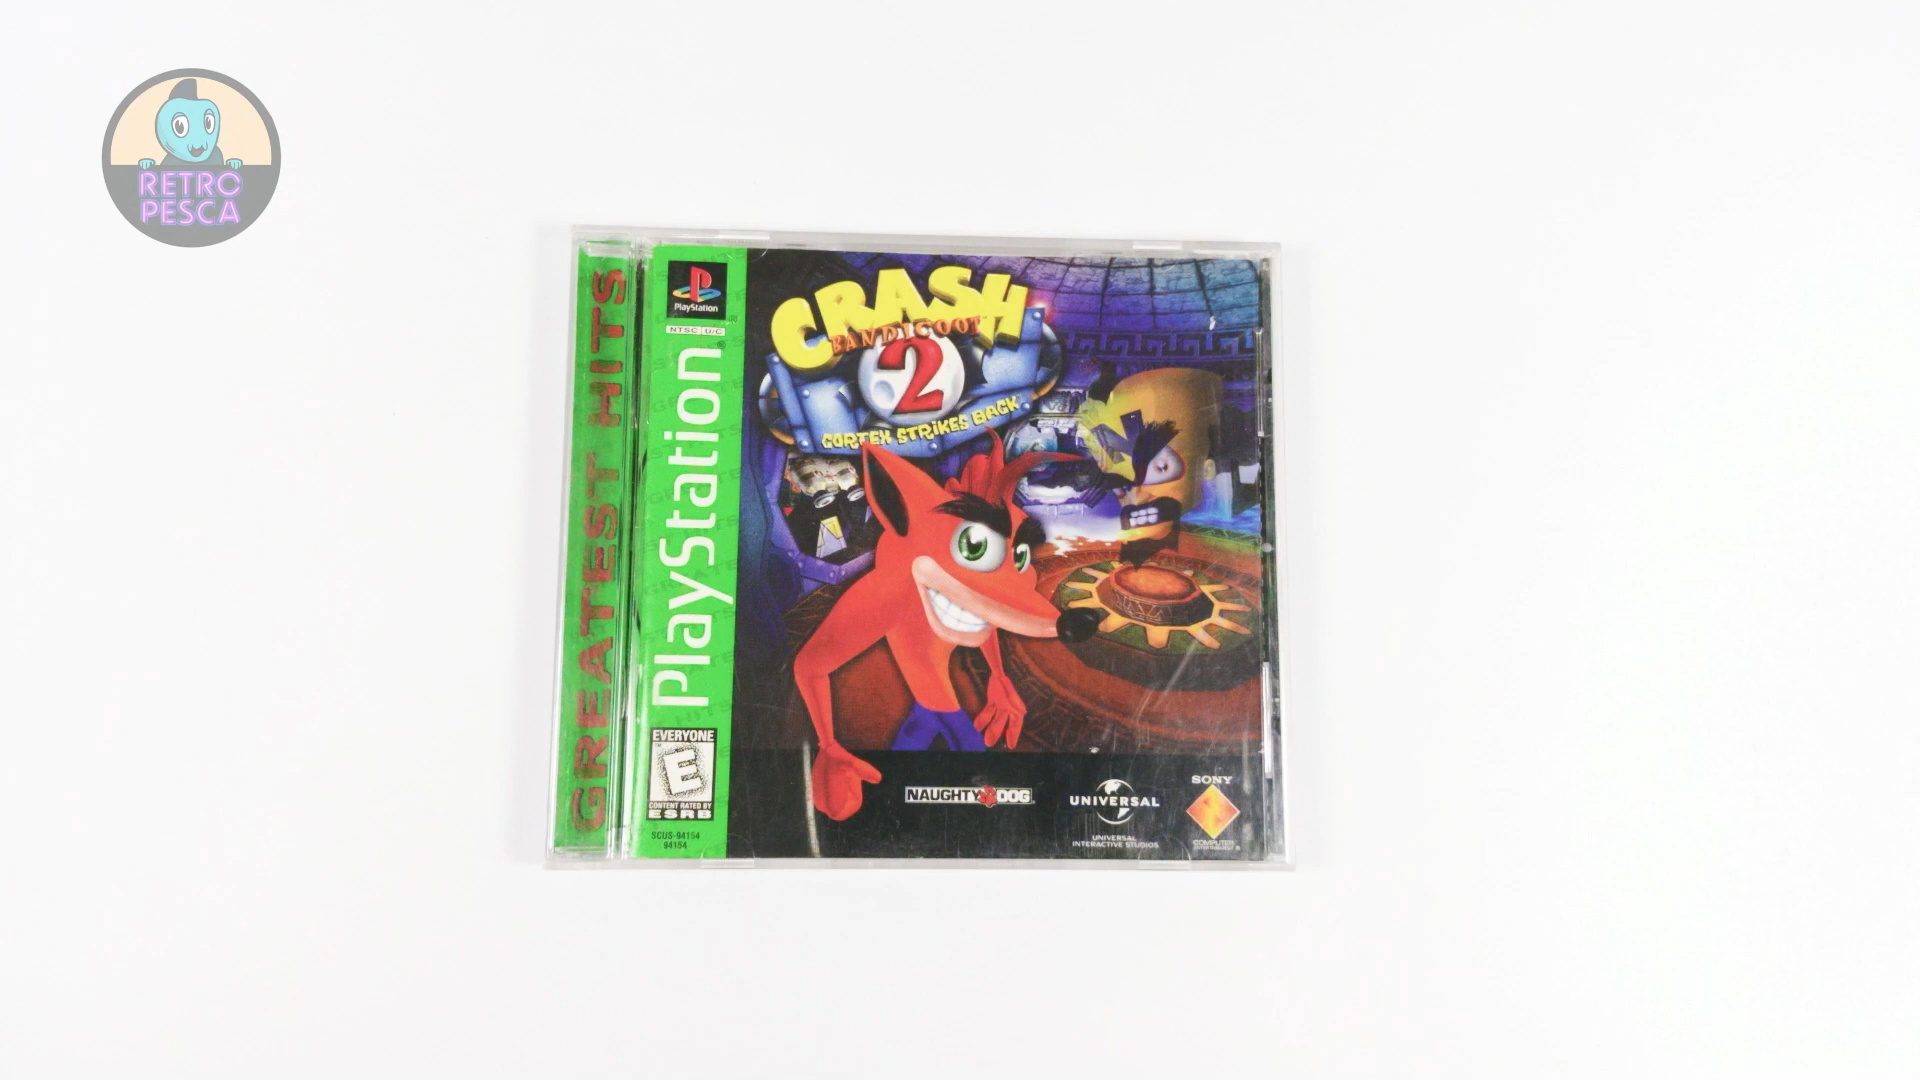 RETRO
PESCA
GREATEST HITS
PlayStation
NTSC U/C
PlayStation
EVERYONE
E
CONTENT RATED BY
ESRB
SCUS-94154
94154
CRASH
BANDICOOT
2
CORTEX STRIKES BACK
NAUGHTY DOG
UNIVERSAL
UNIVERSAL
INTERACTIVE STUDIOS
SONY
COMPUTER